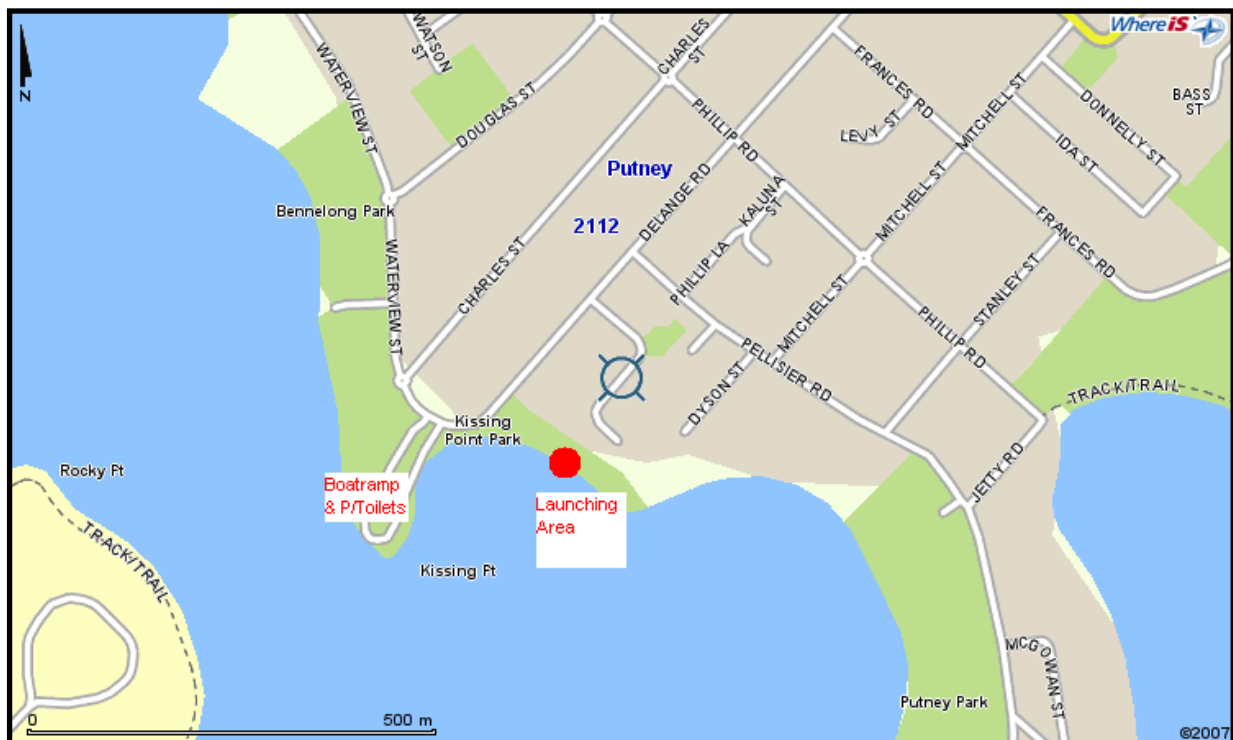 WhereiS
N
WATSON
ST
WATERVIEW ST
CHARLES
ST
DOUGLAS ST
FRANCES RD
MITCHELL ST
DONNELLY ST
BASS
ST
LEVY ST
IDA ST
PHILLIP RD
Putney
DELANGE RD
KALUNA
ST
2112
Bennelong Park
MITCHELL ST
FRANCES RD
PHILLIP LA
STANLEY ST
CHARLES ST
WATERVIEW ST
MITCHELL ST
PHILLIP RD
PELLISIER RD
DYSON ST
TRACK/TRAIL
Kissing
Point Park
JETTY RD
Rocky Pt
Boatramp
& P/Toilets
Launching
Area
TRACK/TRAIL
Kissing Pt
MCGOWAN ST
Putney Park
0
500 m
©2007